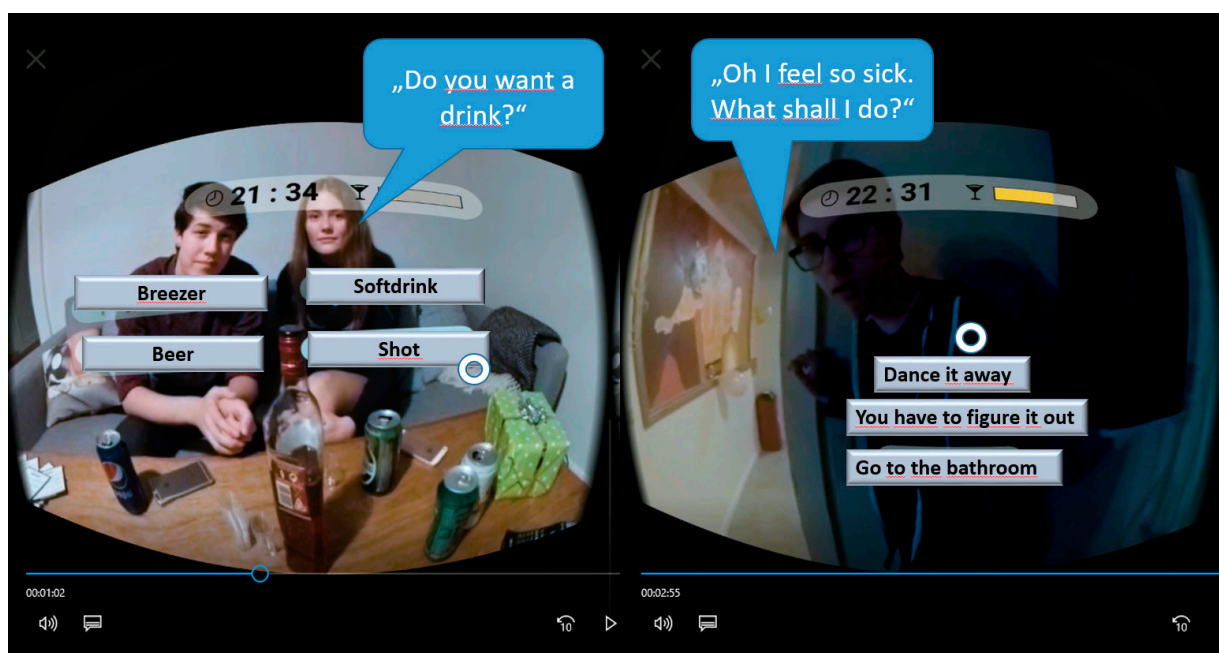 „Do you want a
drink?“
21 : 34
Breezer
Softdrink
Beer
Shot
00:01:02
10
„Oh I feel so sick.
What shall I do?“
22 : 31
Dance it away
You have to figure it out
Go to the bathroom
00:02:55
10